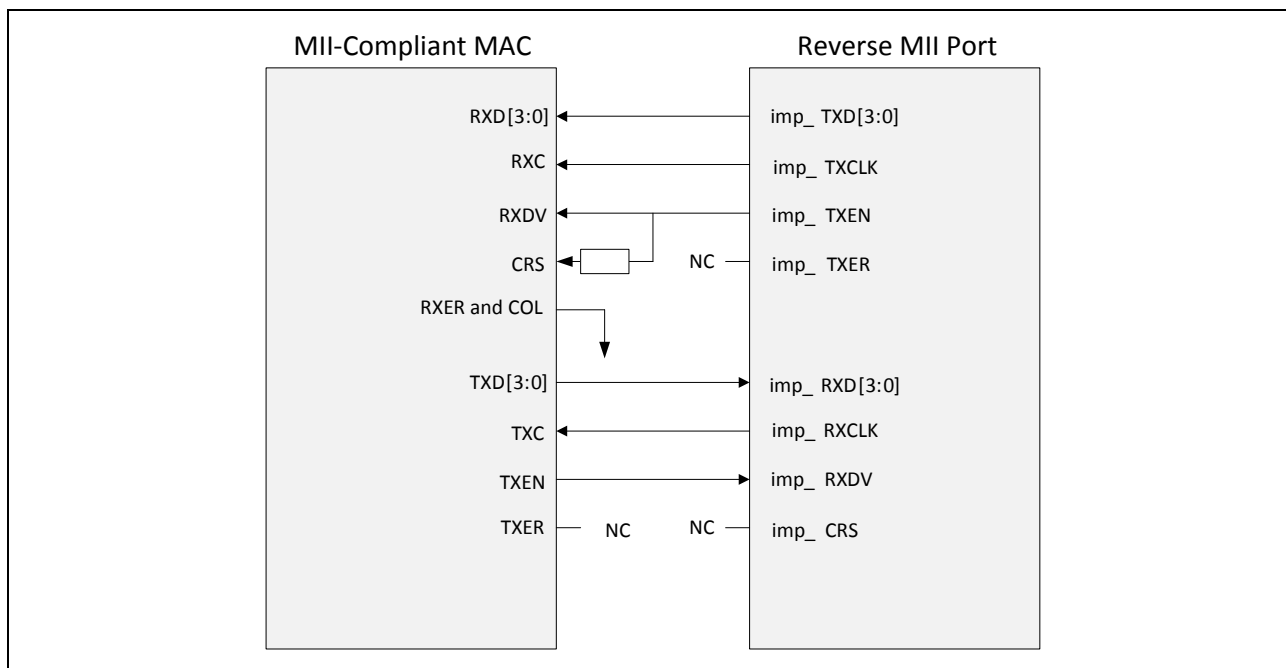 MII-Compliant MAC Reverse MII Port
RXD[3:0] imp_ TXD[3:0]
RXC imp_ TXCLK
RXDV imp_ TXEN
CRS NC imp_ TXER
RXER and COL
TXD[3:0] imp_ RXD[3:0]
TXC imp_ RXCLK
TXEN imp_ RXDV
TXER NC NC imp_ CRS